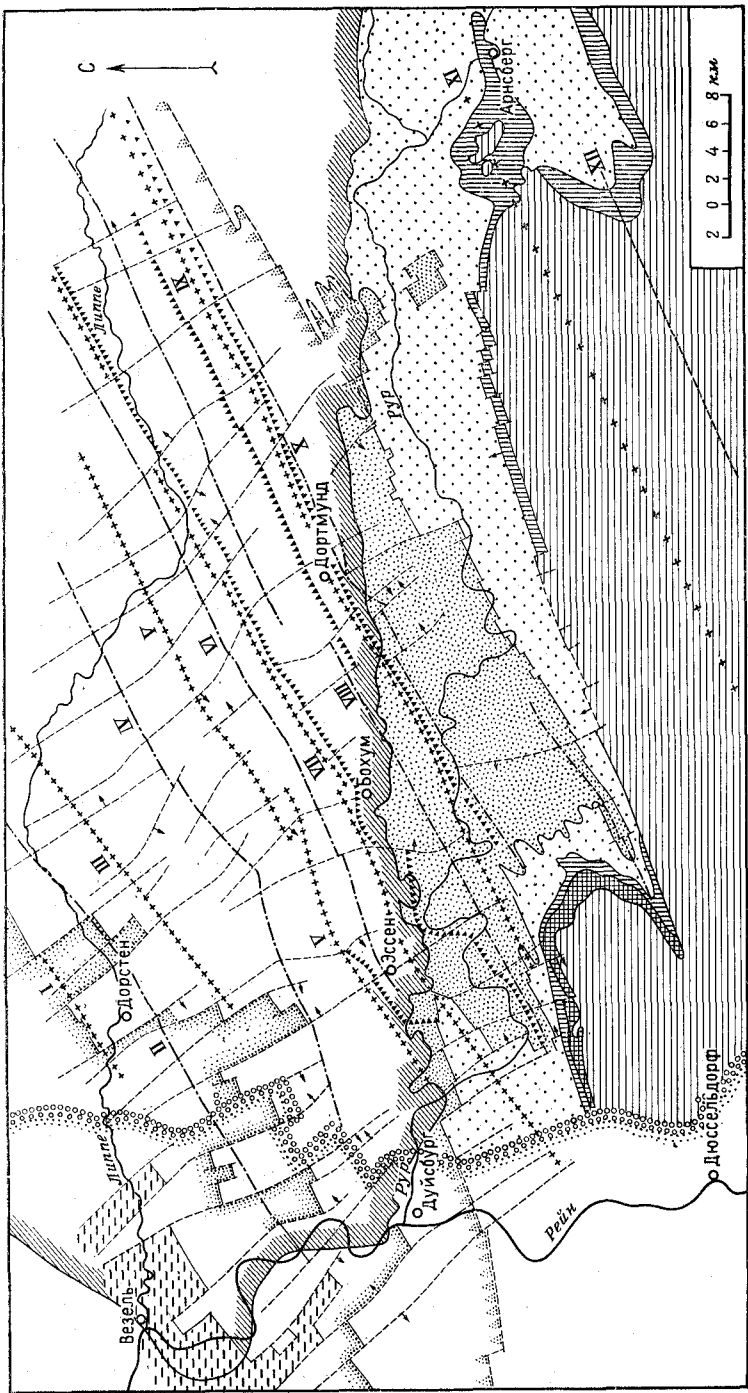 С
Липпе
I
Дорстен
III
Липпе
Везель
II
IV
V
IX
VI
V
VII
VIII
X
Дортмунд
Эссен
Бохум
Рур
Дуйсбург
Рур
XI
Арнсберг
XII
Рейн
Дюссельдорф
2 0 2 4 6 8 км